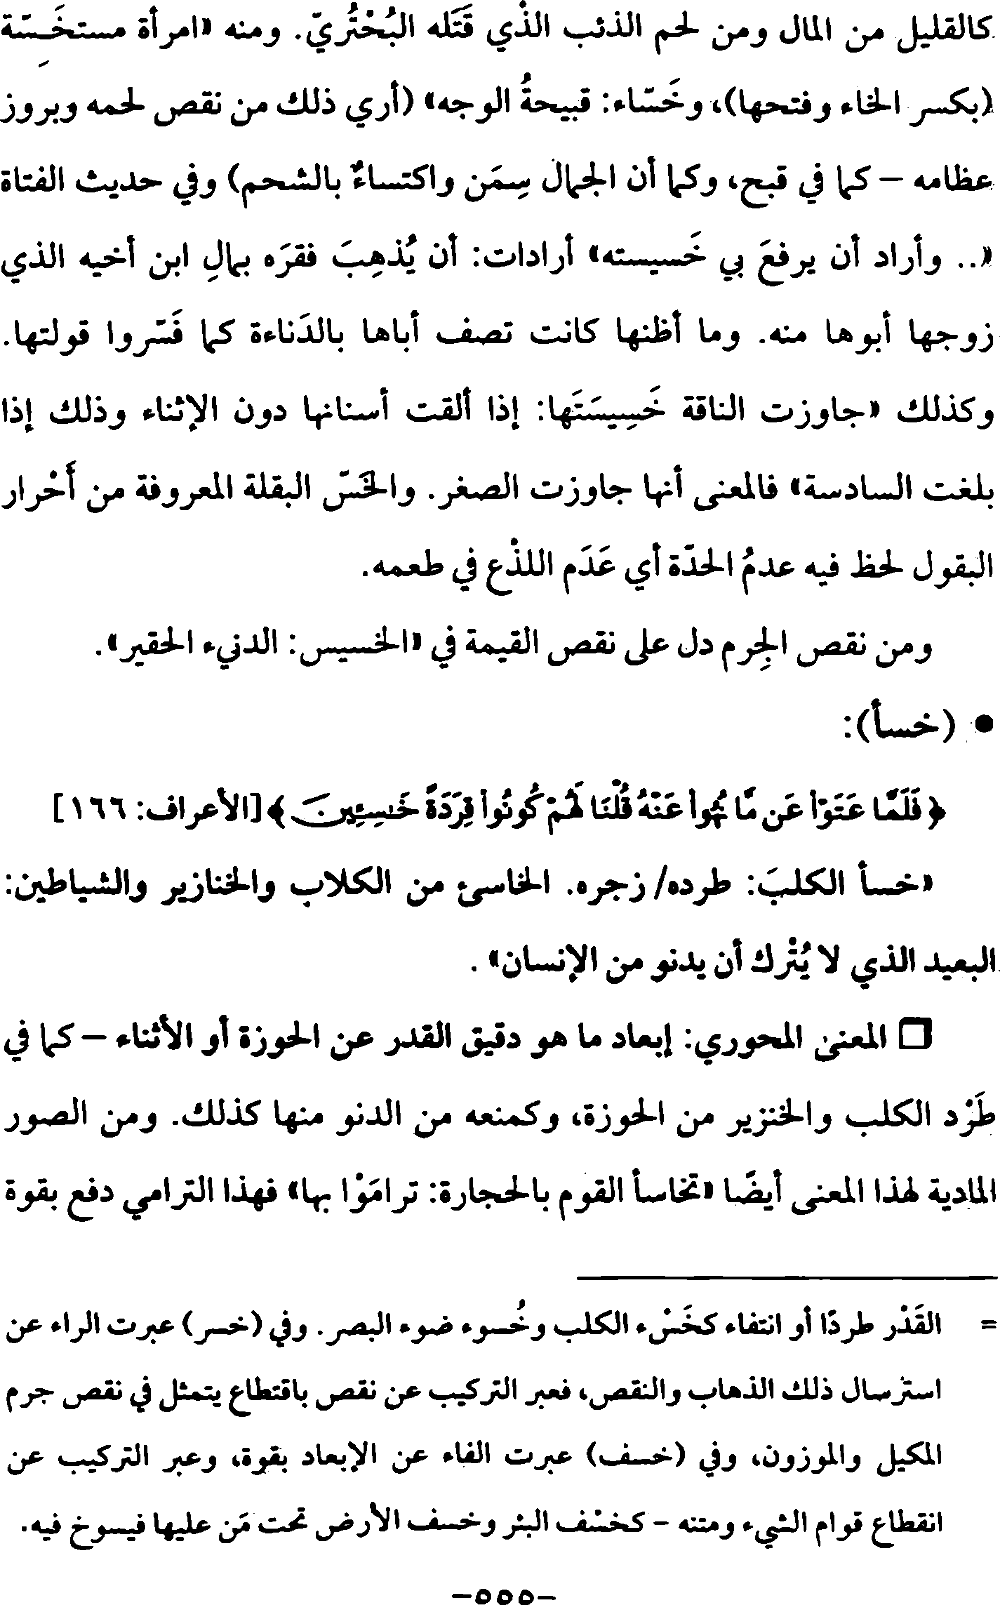 كالقليل من المال ومن لحم الذئب الذي قَتَله البُحْتُريّ. ومنه «امرأة مستخَسِّة
(بكسر الخاء وفتحها)، وخَسّاء: قبيحةُ الوجه» (أري ذلك من نقص لحمه وبروز
عظامه – كما في قبح، وكما أن الجمال سِمَن واكتساءٌ بالشحم) وفي حديث الفتاة
«.. وأراد أن يرفعَ بي خَسيسته» أرادات: أن يُذهِبَ فقرَه بمالِ ابن أخيه الذي
زوجها أبوها منه. وما أظنها كانت تصف أباها بالدَناءة كما فَسّروا قولتها.
وكذلك «جاوزت الناقة خَسِيسَتَها: إذا ألقت أسنانها دون الإثناء وذلك إذا
بلغت السادسة» فالمعنى أنها جاوزت الصغر. والخَسّ البقلة المعروفة من أَحْرار
البقول لحظ فيه عدمُ الحدّة أي عَدَم اللذْع في طعمه.
ومن نقص الجِرم دل على نقص القيمة في «الخسيس: الدنيء الحقير».
• (خسأ):
﴿ فَلَمَّا عَتَوْا عَن مَّا نُهُوا عَنْهُ قُلْنَا لَهُمْ كُونُوا قِرَدَةً خَـٰسِـِٔينَ ﴾ [الأعراف: ١٦٦]
«خسأ الكلبَ: طرده/ زجره. الخاسئ من الكلاب والخنازير والشياطين:
البعيد الذي لا يُتْرك أن يدنو من الإنسان» .
□ المعنى المحوري: إبعاد ما هو دقيق القدر عن الحوزة أو الأثناء – كما في
طَرْد الكلب والخنزير من الحوزة، وكمنعه من الدنو منها كذلك. ومن الصور
المادية لهذا المعنى أيضًا «تخاسأ القوم بالحجارة: ترامَوْا بها» فهذا الترامي دفع بقوة
= القَدْر طردًا أو انتفاء كخَسْء الكلب وخُسوء ضوء البصر. وفي (خسر) عبرت الراء عن
استرسال ذلك الذهاب والنقص، فعبر التركيب عن نقص باقتطاع يتمثل في نقص جرم
المكيل والموزون، وفي (خسف) عبرت الفاء عن الإبعاد بقوة، وعبر التركيب عن
انقطاع قوام الشيء ومتنه – كخسْف البئر وخسف الأرض تحت مَن عليها فيسوخ فيه.
-٥٥٥-